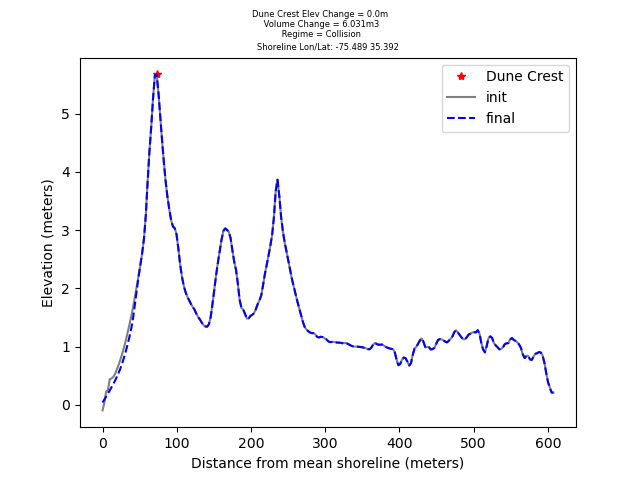 Dune Crest Elev Change = 0.0m
Volume Change = 6.031m3
Regime = Collision
Shoreline Lon/Lat: -75.489 35.392
Dune Crest
init
final
Elevation (meters)
5
4
3
2
1
0
0 100 200 300 400 500 600
Distance from mean shoreline (meters)